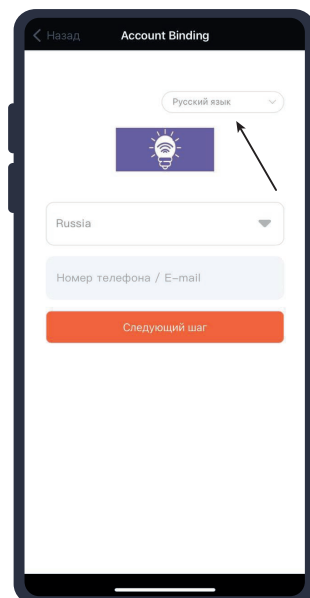 Назад Account Binding
Русский язык
Russia
Номер телефона / E-mail
Следующий шаг